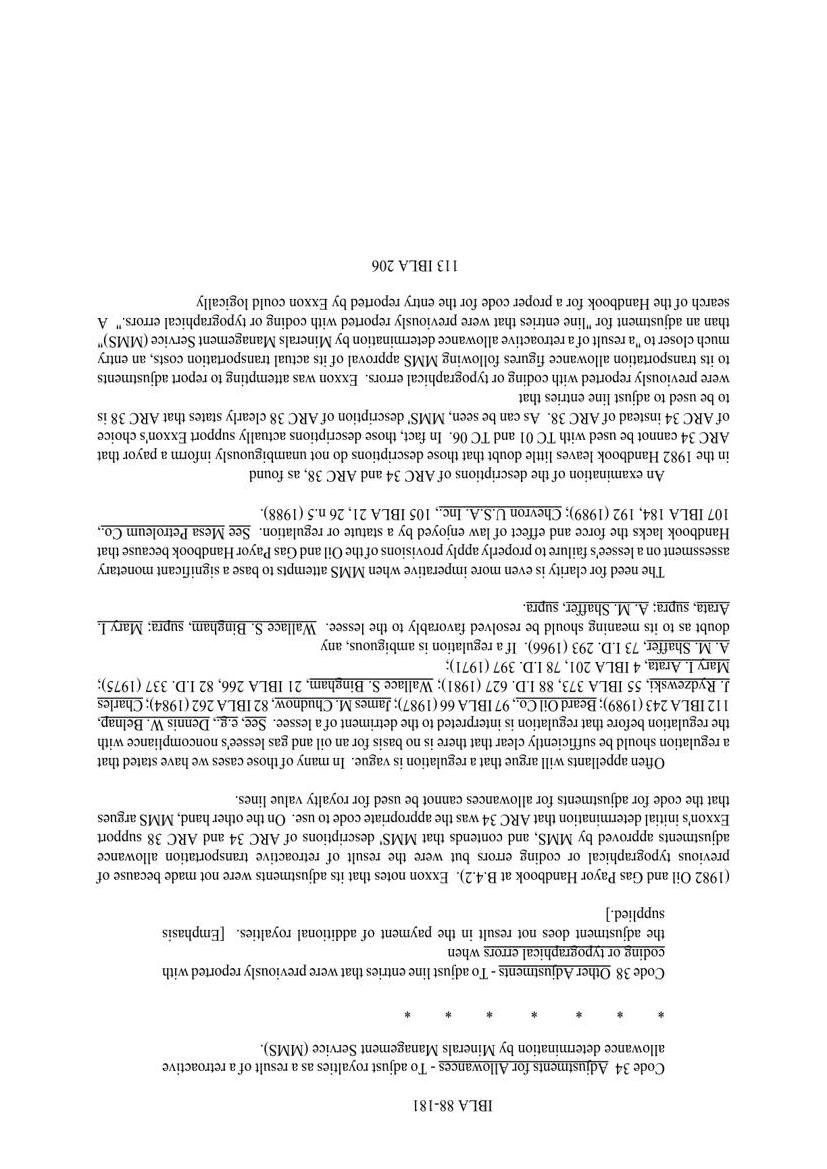 IBLA 88-181
Code 34 Adjustments for Allowances - To adjust royalties as a result of a retroactive
allowance determination by Minerals Management Service (MMS).
* * * * * * *
Code 38 Other Adjustments - To adjust line entries that were previously reported with
coding or typographical errors when
the adjustment does not result in the payment of additional royalties. [Emphasis
supplied.]
(1982 Oil and Gas Payor Handbook at B.4.2). Exxon notes that its adjustments were not made because of
previous typographical or coding errors but were the result of retroactive transportation allowance
adjustments approved by MMS, and contends that MMS' descriptions of ARC 34 and ARC 38 support
Exxon's initial determination that ARC 34 was the appropriate code to use. On the other hand, MMS argues
that the code for adjustments for allowances cannot be used for royalty value lines.
Often appellants will argue that a regulation is vague. In many of those cases we have stated that
a regulation should be sufficiently clear that there is no basis for an oil and gas lessee's noncompliance with
the regulation before that regulation is interpreted to the detriment of a lessee. See, e.g., Dennis W. Belnap,
112 IBLA 243 (1989); Beard Oil Co., 97 IBLA 66 (1987); James M. Chudnow, 82 IBLA 262 (1984); Charles
J. Rydzewski, 55 IBLA 373, 88 I.D. 627 (1981); Wallace S. Bingham, 21 IBLA 266, 82 I.D. 337 (1975);
Mary I. Arata, 4 IBLA 201, 78 I.D. 397 (1971);
A. M. Shaffer, 73 I.D. 293 (1966). If a regulation is ambiguous, any
doubt as to its meaning should be resolved favorably to the lessee. Wallace S. Bingham, supra; Mary I.
Arata, supra; A. M. Shaffer, supra.
The need for clarity is even more imperative when MMS attempts to base a significant monetary
assessment on a lessee's failure to properly apply provisions of the Oil and Gas Payor Handbook because that
Handbook lacks the force and effect of law enjoyed by a statute or regulation. See Mesa Petroleum Co.,
107 IBLA 184, 192 (1989); Chevron U.S.A. Inc., 105 IBLA 21, 26 n.5 (1988).
An examination of the descriptions of ARC 34 and ARC 38, as found
in the 1982 Handbook leaves little doubt that those descriptions do not unambiguously inform a payor that
ARC 34 cannot be used with TC 01 and TC 06. In fact, those descriptions actually support Exxon's choice
of ARC 34 instead of ARC 38. As can be seen, MMS' description of ARC 38 clearly states that ARC 38 is
to be used to adjust line entries that
were previously reported with coding or typographical errors. Exxon was attempting to report adjustments
to its transportation allowance figures following MMS approval of its actual transportation costs, an entry
much closer to "a result of a retroactive allowance determination by Minerals Management Service (MMS)"
than an adjustment for "line entries that were previously reported with coding or typographical errors." A
search of the Handbook for a proper code for the entry reported by Exxon could logically
113 IBLA 206